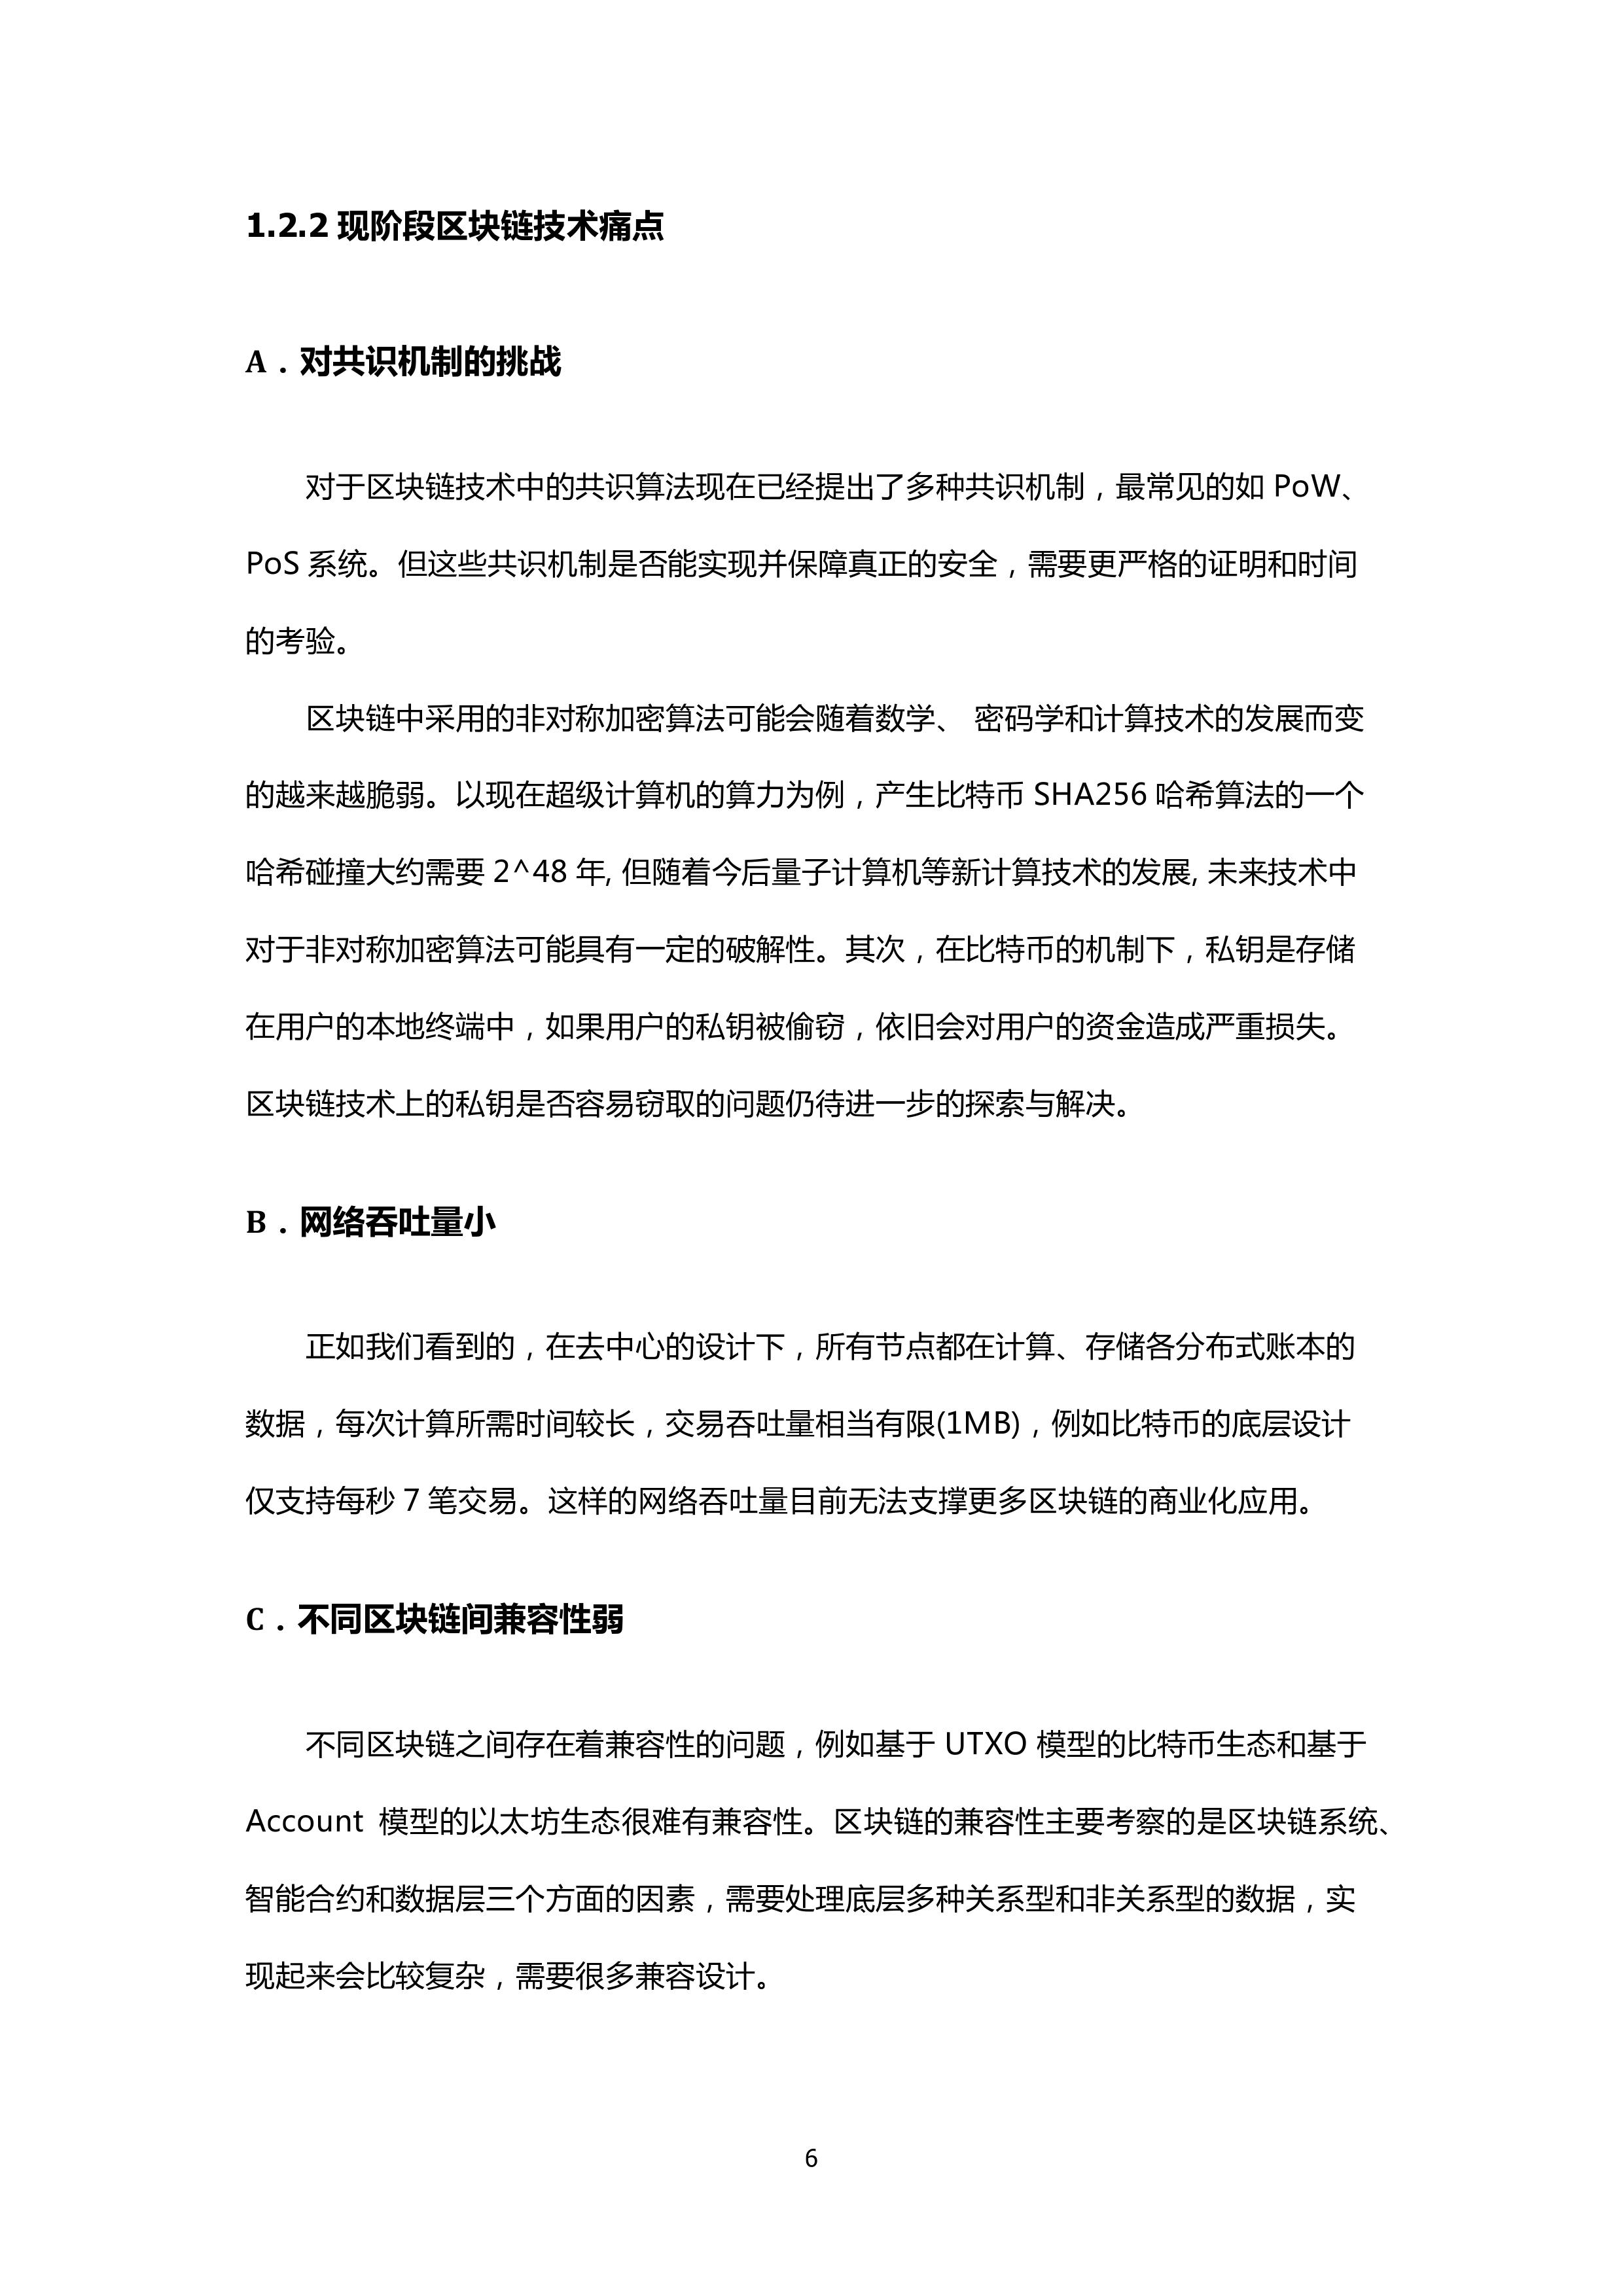 1.2.2 现阶段区块链技术痛点
A．对共识机制的挑战
对于区块链技术中的共识算法现在已经提出了多种共识机制，最常见的如 PoW、
PoS 系统。但这些共识机制是否能实现并保障真正的安全，需要更严格的证明和时间
的考验。
区块链中采用的非对称加密算法可能会随着数学、 密码学和计算技术的发展而变
的越来越脆弱。以现在超级计算机的算力为例，产生比特币 SHA256 哈希算法的一个
哈希碰撞大约需要 2^48 年, 但随着今后量子计算机等新计算技术的发展, 未来技术中
对于非对称加密算法可能具有一定的破解性。其次，在比特币的机制下，私钥是存储
在用户的本地终端中，如果用户的私钥被偷窃，依旧会对用户的资金造成严重损失。
区块链技术上的私钥是否容易窃取的问题仍待进一步的探索与解决。
B．网络吞吐量小
正如我们看到的，在去中心的设计下，所有节点都在计算、存储各分布式账本的
数据，每次计算所需时间较长，交易吞吐量相当有限(1MB)，例如比特币的底层设计
仅支持每秒 7 笔交易。这样的网络吞吐量目前无法支撑更多区块链的商业化应用。
C．不同区块链间兼容性弱
不同区块链之间存在着兼容性的问题，例如基于 UTXO 模型的比特币生态和基于
Account 模型的以太坊生态很难有兼容性。区块链的兼容性主要考察的是区块链系统、
智能合约和数据层三个方面的因素，需要处理底层多种关系型和非关系型的数据，实
现起来会比较复杂，需要很多兼容设计。
6